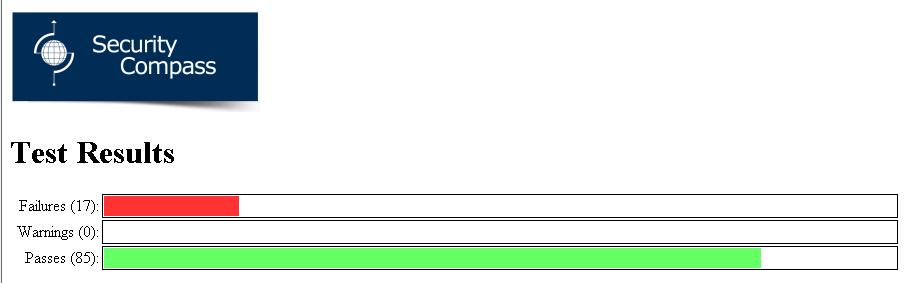 Security
Compass
Test Results
Failures (17):
Warnings (0):
Passes (85):